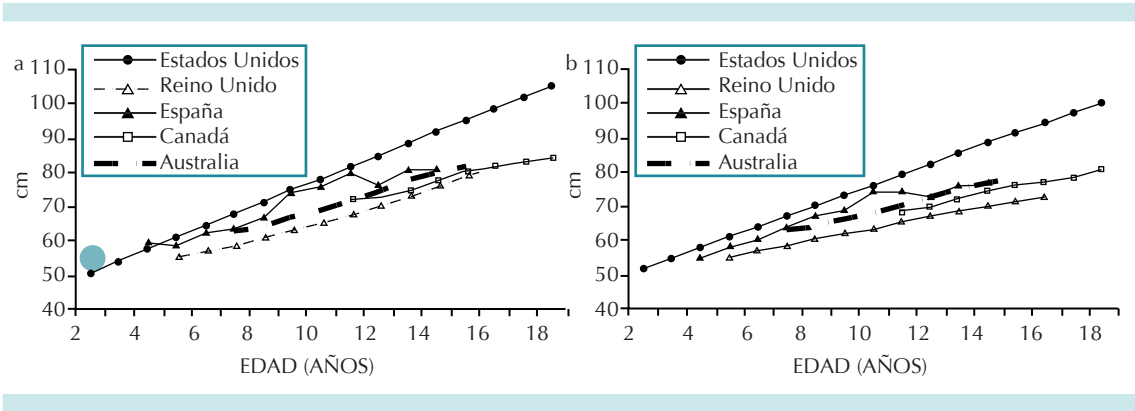 a
110
100
90
80
70
60
50
40
cm
Estados Unidos
Reino Unido
España
Canadá
Australia
2 4 6 8 10 12 14 16 18
EDAD (AÑOS)
b
110
100
90
80
70
60
50
40
cm
Estados Unidos
Reino Unido
España
Canadá
Australia
2 4 6 8 10 12 14 16 18
EDAD (AÑOS)